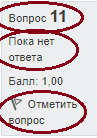 Вопрос 11
Пока нет
ответа
Балл: 1,00
Отметить
вопрос